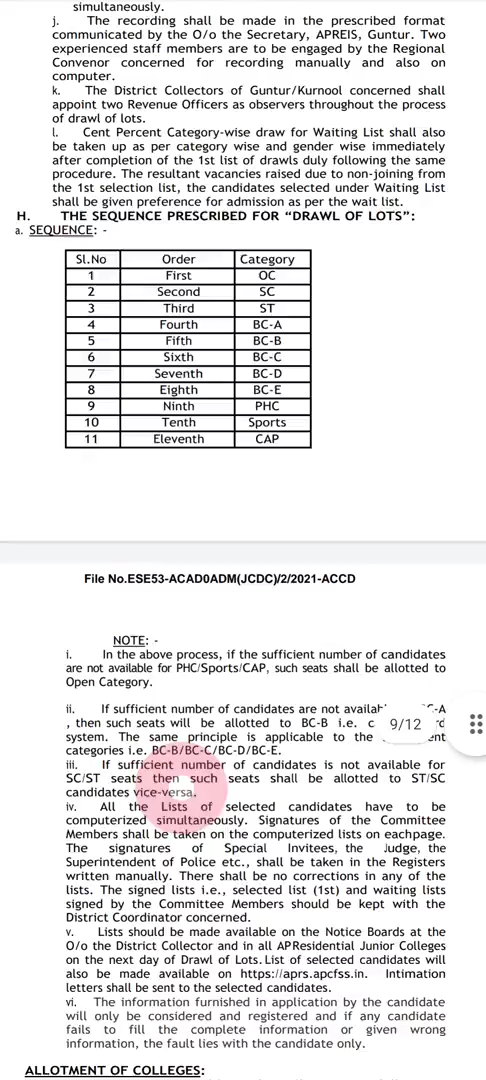 simultaneously.
j. The recording shall be made in the prescribed format
communicated by the O/o the Secretary, APREIS, Guntur. Two
experienced staff members are to be engaged by the Regional
Convenor concerned for recording manually and also on
computer.
k. The District Collectors of Guntur/Kurnool concerned shall
appoint two Revenue Officers as observers throughout the process
of drawl of lots.
l. Cent Percent Category-wise draw for Waiting List shall also
be taken up as per category wise and gender wise immediately
after completion of the 1st list of drawls duly following the same
procedure. The resultant vacancies raised due to non-joining from
the 1st selection list, the candidates selected under Waiting List
shall be given preference for admission as per the wait list.
H. THE SEQUENCE PRESCRIBED FOR "DRAWL OF LOTS":
a. SEQUENCE: -
Sl.No Order Category
1 First OC
2 Second SC
3 Third ST
4 Fourth BC-A
5 Fifth BC-B
6 Sixth BC-C
7 Seventh BC-D
8 Eighth BC-E
9 Ninth PHC
10 Tenth Sports
11 Eleventh CAP
File No.ESE53-ACAD0ADM(JCDC)/2/2021-ACCD
NOTE: -
i. In the above process, if the sufficient number of candidates
are not available for PHC/Sports/CAP, such seats shall be allotted to
Open Category.
ii. If sufficient number of candidates are not
, then such seats will be allotted to BC-B i.e. 9/12
system. The same principle is applicable to the
categories i.e. BC-B/BC-C/BC-D/BC-E.
iii. If sufficient number of candidates is not available for
SC/ST seats then such seats shall be allotted to ST/SC
candidates vice-versa.
iv. All the Lists of selected candidates have to be
computerized simultaneously. Signatures of the Committee
Members shall be taken on the computerized lists on eachpage.
The signatures of Special Invitees, the Judge, the
Superintendent of Police etc., shall be taken in the Registers
written manually. There shall be no corrections in any of the
lists. The signed lists i.e., selected list (1st) and waiting lists
signed by the Committee Members should be kept with the
District Coordinator concerned.
v. Lists should be made available on the Notice Boards at the
O/o the District Collector and in all APResidential Junior Colleges
on the next day of Drawl of Lots. List of selected candidates will
also be made available on https://aprs.apcfss.in. Intimation
letters shall be sent to the selected candidates.
vi. The information furnished in application by the candidate
will only be considered and registered and if any candidate
fails to fill the complete information or given wrong
information, the fault lies with the candidate only.
ALLOTMENT OF COLLEGES: